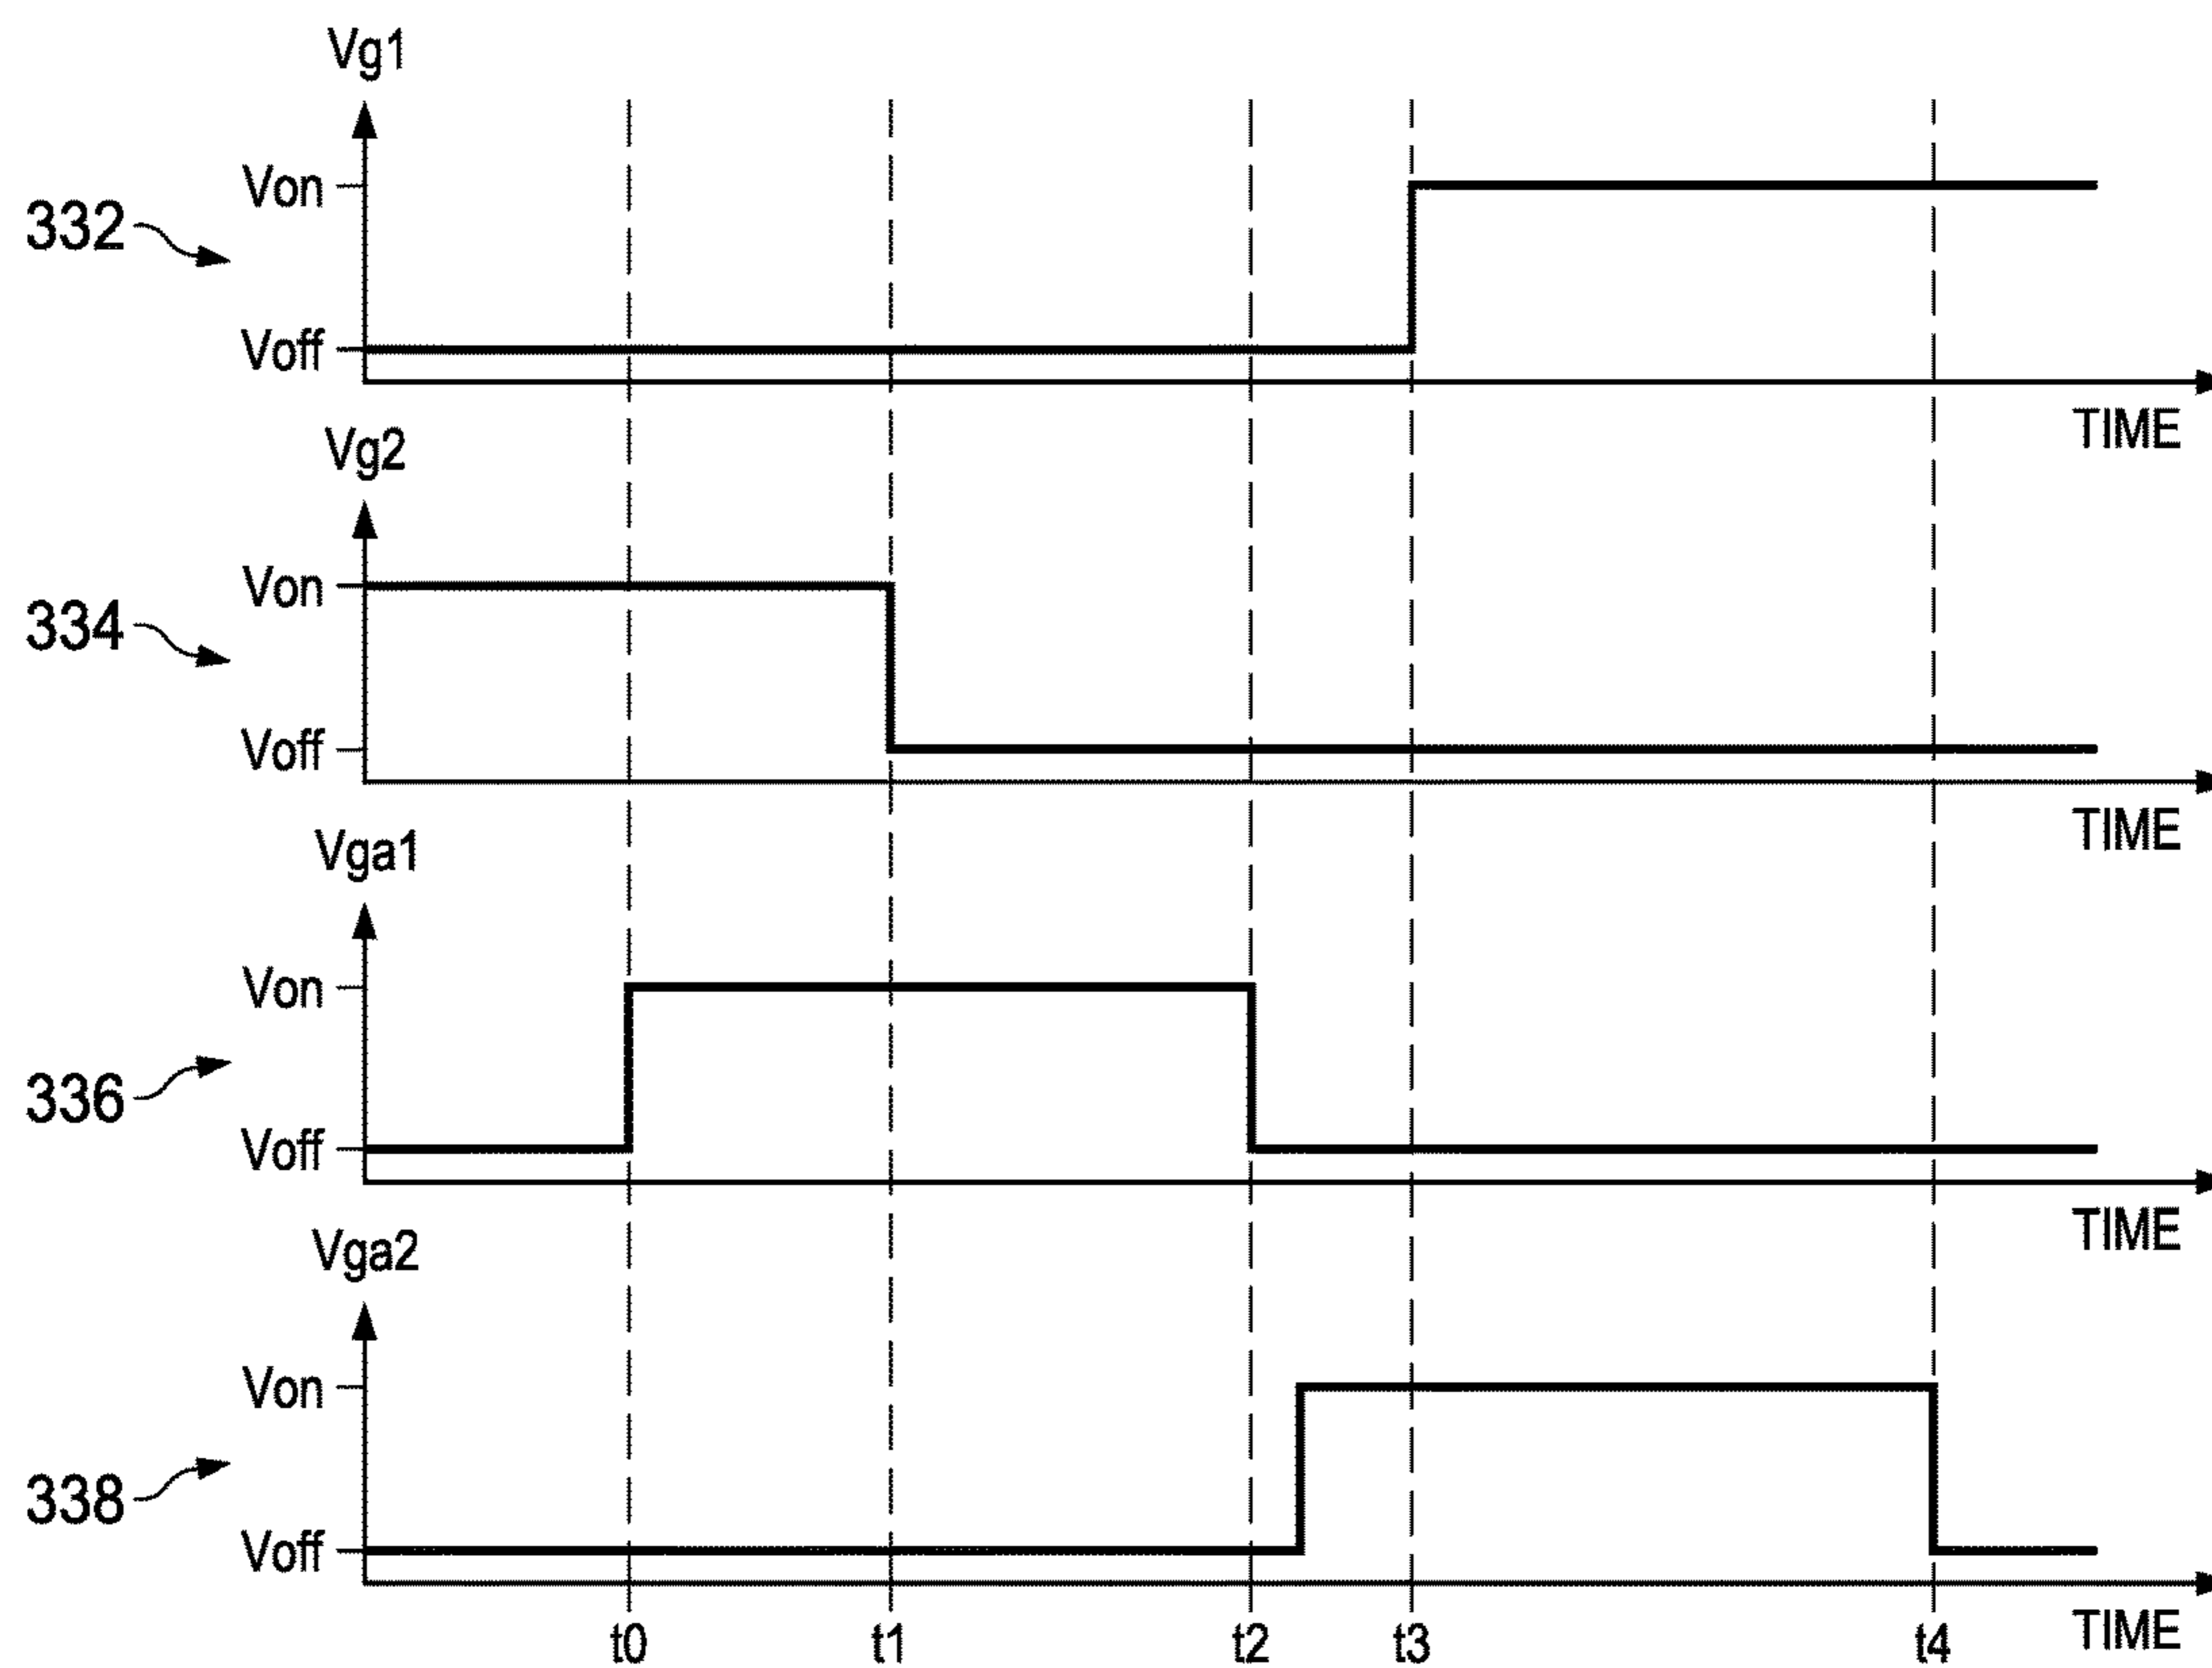 Vg1
Von
332
Voff
TIME
Vg2
Von
334
Voff
TIME
Vga1
Von
336
Voff
TIME
Vga2
Von
338
Voff
t0 t1 t2 t3 t4 TIME